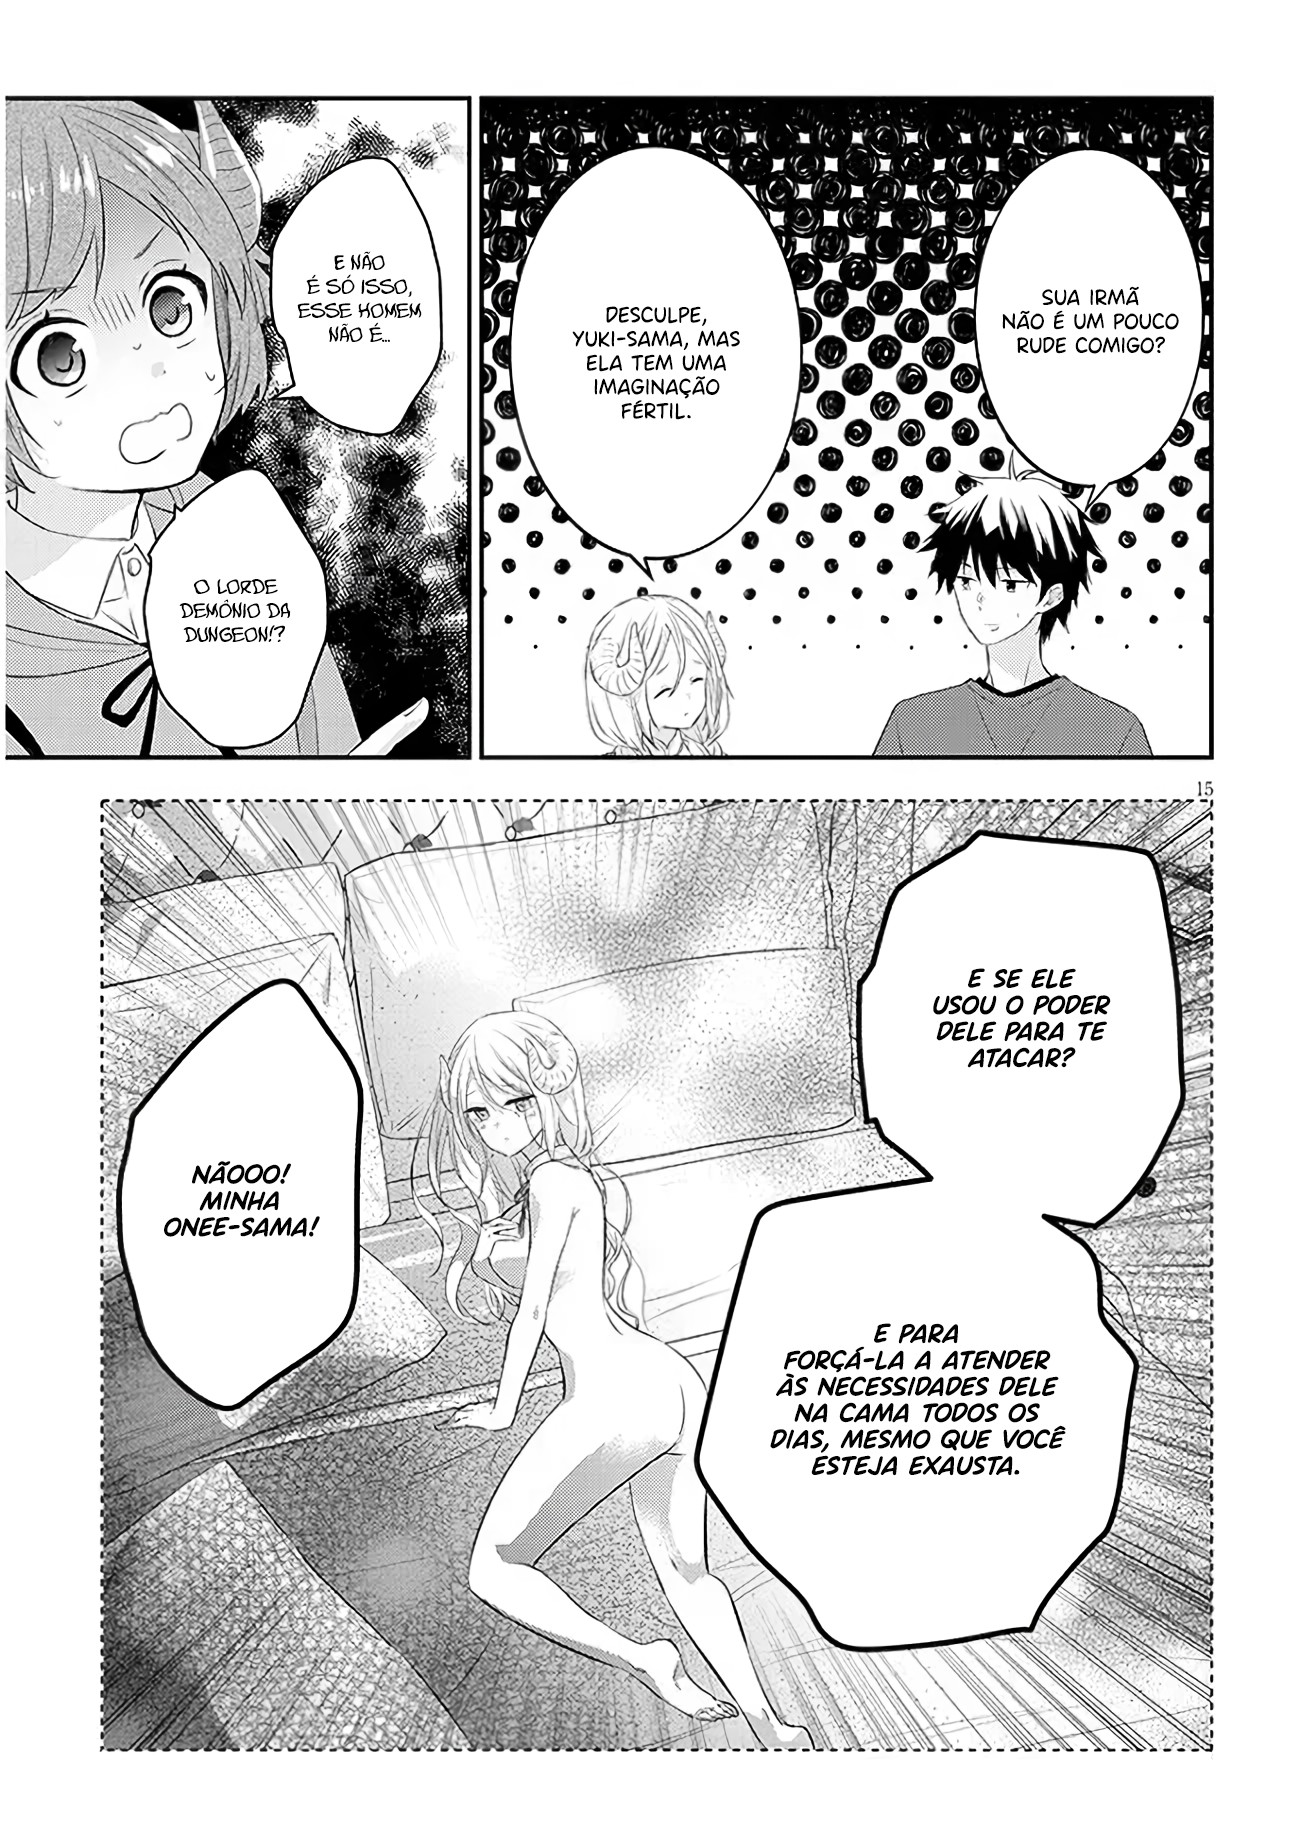 SUA IRMÃ
NÃO É UM POUCO
RUDE COMIGO?
DESCULPE,
YUKI-SAMA, MAS
ELA TEM UMA
IMAGINAÇÃO
FÉRTIL.
E NÃO
É SÓ ISSO,
ESSE HOMEM
NÃO É...
O LORDE
DEMÔNIO DA
DUNGEON!?
15
E SE ELE
USOU O PODER
DELE PARA TE
ATACAR?
E PARA
FORÇÁ-LA A ATENDER
ÀS NECESSIDADES DELE
NA CAMA TODOS OS
DIAS, MESMO QUE VOCÊ
ESTEJA EXAUSTA.
NÃOOO!
MINHA
ONEE-SAMA!